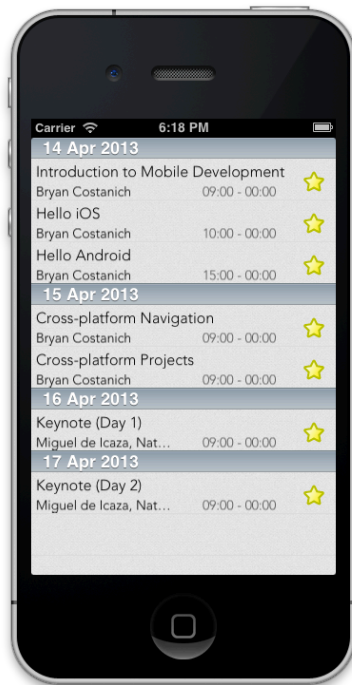 Carrier 6:18 PM
14 Apr 2013
Introduction to Mobile Development
Bryan Costanich 09:00 - 00:00
Hello iOS
Bryan Costanich 10:00 - 00:00
Hello Android
Bryan Costanich 15:00 - 00:00
15 Apr 2013
Cross-platform Navigation
Bryan Costanich 09:00 - 00:00
Cross-platform Projects
Bryan Costanich 09:00 - 00:00
16 Apr 2013
Keynote (Day 1)
Miguel de Icaza, Nat... 09:00 - 00:00
17 Apr 2013
Keynote (Day 2)
Miguel de Icaza, Nat... 09:00 - 00:00